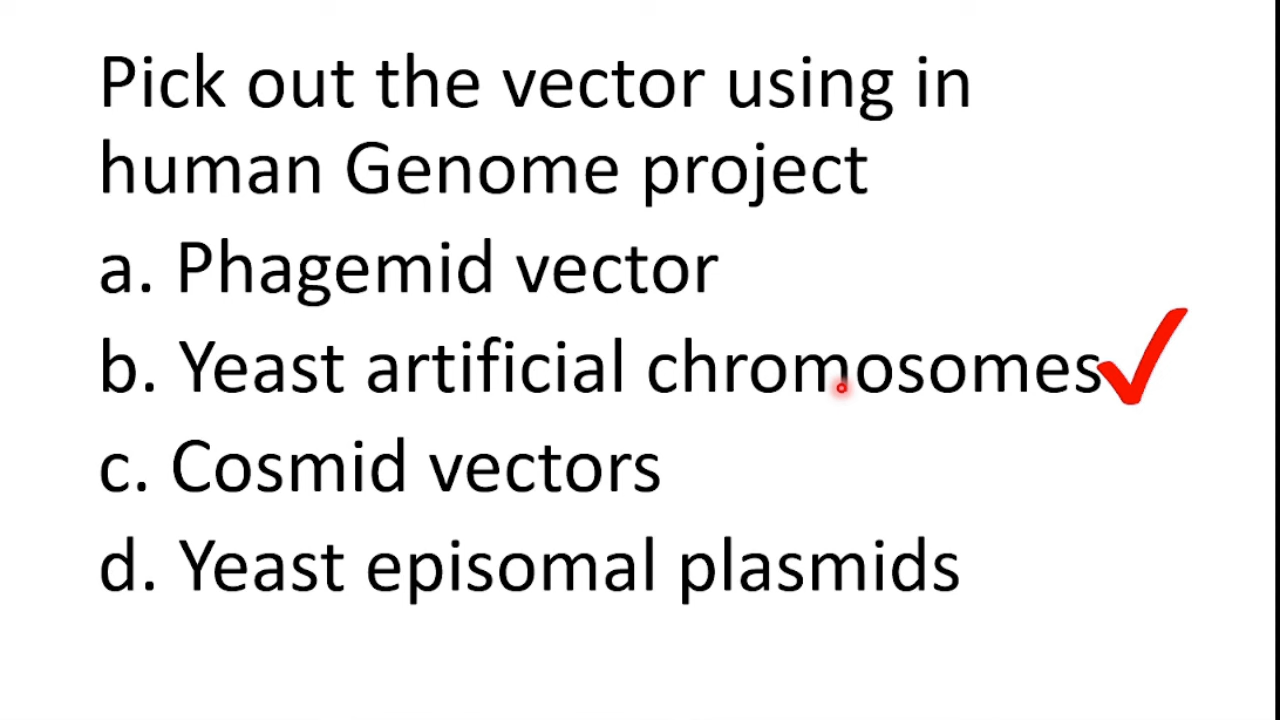 Pick out the vector using in
human Genome project
a. Phagemid vector
b. Yeast artificial chromosomes
c. Cosmid vectors
d. Yeast episomal plasmids